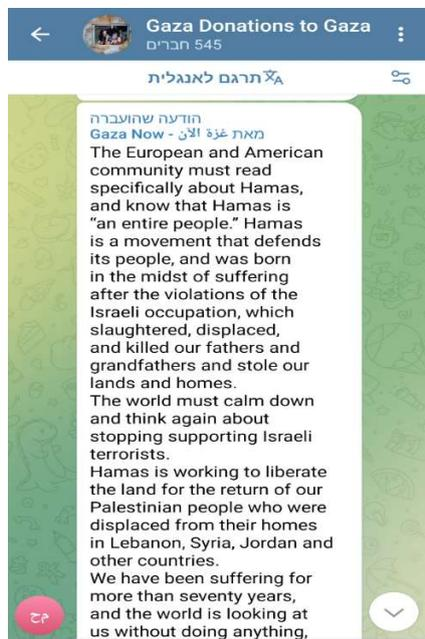 Gaza Donations to Gaza
545 חברים
תרגם לאנגלית
הודעה שהועברה
מאת غزة الآن - Gaza Now
The European and American
community must read
specifically about Hamas,
and know that Hamas is
“an entire people.” Hamas
is a movement that defends
its people, and was born
in the midst of suffering
after the violations of the
Israeli occupation, which
slaughtered, displaced,
and killed our fathers and
grandfathers and stole our
lands and homes.
The world must calm down
and think again about
stopping supporting Israeli
terrorists.
Hamas is working to liberate
the land for the return of our
Palestinian people who were
displaced from their homes
in Lebanon, Syria, Jordan and
other countries.
We have been suffering for
more than seventy years,
and the world is looking at
us without doing anything,